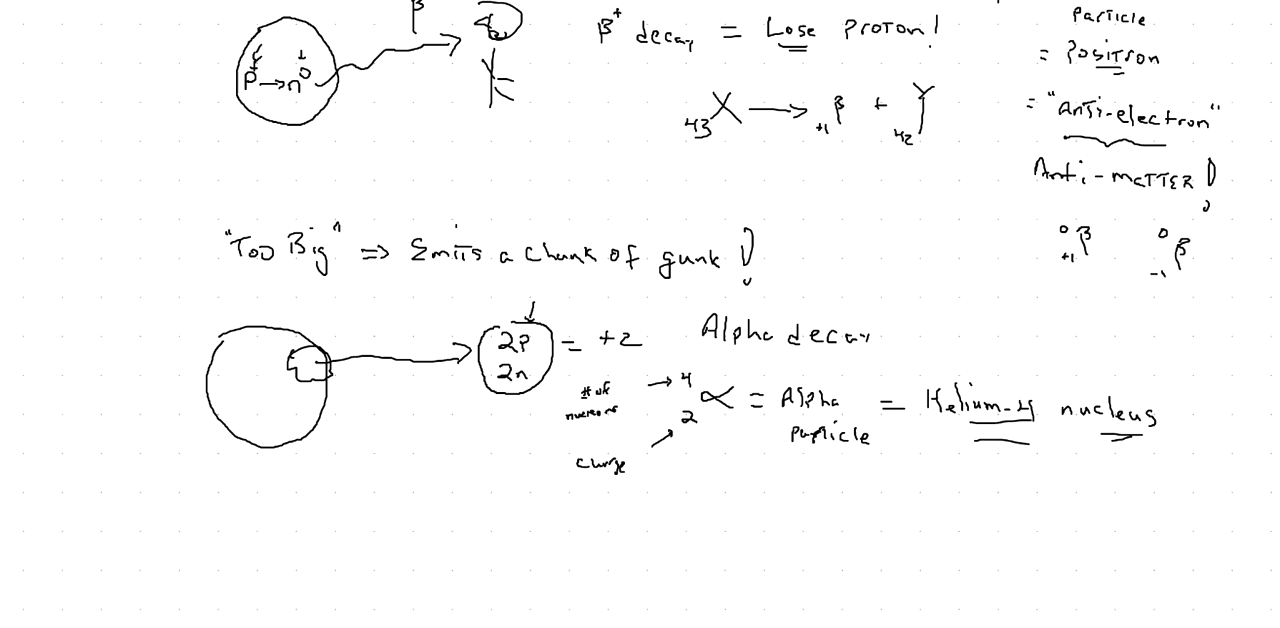 β
β⁺ decay = Lose Proton!
Particle
= Positron
= "Anti-electron"
Anti-matter!
P → n
₄₃X → ₊₁β + ₄₂Y
⁰₊₁β ⁰₋₁β
"Too Big" ⇒ Emits a chunk of gunk!
2P
2n
= +2
Alpha decay
# of
nucleons
→ ⁴₂α = Alpha particle = Helium-4 nucleus
charge